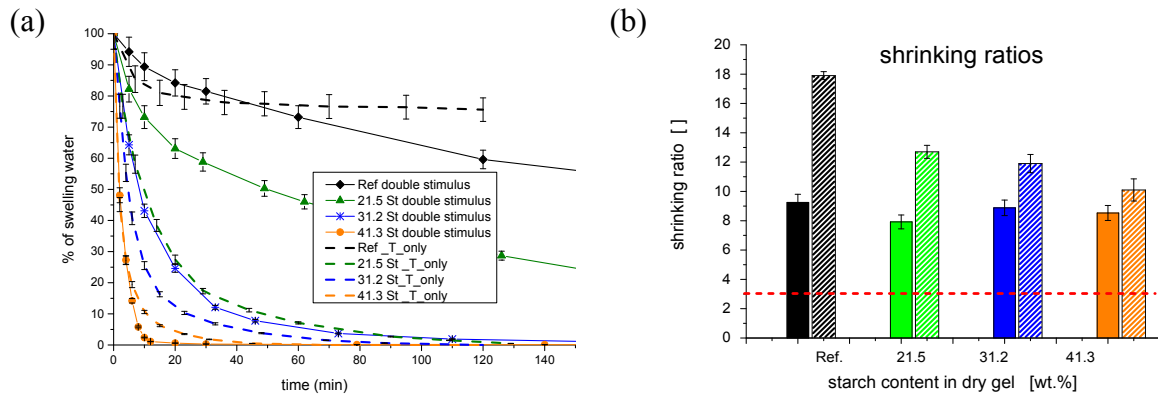 (a)
100
90
80
70
60
50
40
30
20
10
0
% of swelling water
Ref double stimulus
21.5 St double stimulus
31.2 St double stimulus
41.3 St double stimulus
Ref _T_only
21.5 St _T_only
31.2 St _T_only
41.3 St _T_only
0 20 40 60 80 100 120 140
time (min)
(b)
shrinking ratios
20
18
16
14
12
10
8
6
4
2
0
shrinking ratio [ ]
Ref. 21.5 31.2 41.3
starch content in dry gel [wt.%]